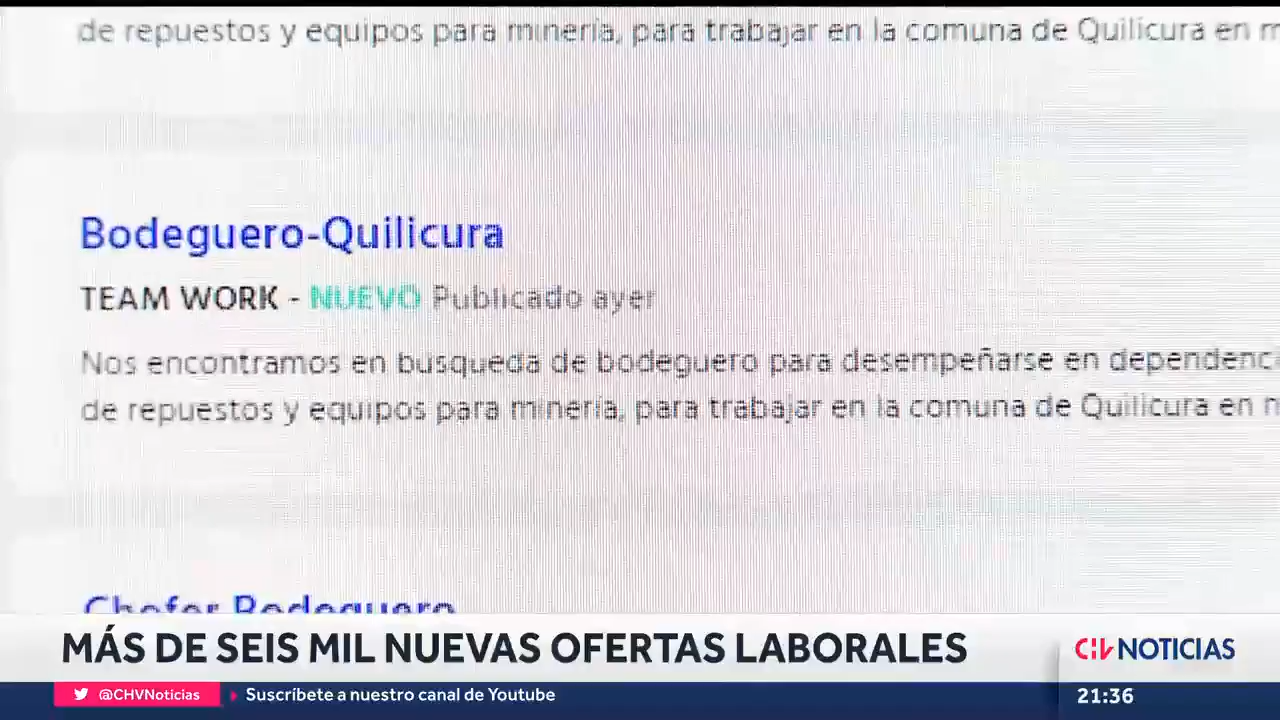 de repuestos y equipos para minería, para trabajar en la comuna de Quilicura en
Bodeguero-Quilicura
TEAM WORK - NUEVO Publicado ayer
Nos encontramos en búsqueda de bodeguero para desempeñarse en
de repuestos y equipos para minería, para trabajar en la comuna de Quilicura en
Chofer Bodeguero
MÁS DE SEIS MIL NUEVAS OFERTAS LABORALES
CHV NOTICIAS
@CHVNoticias
Suscríbete a nuestro canal de Youtube
21:36